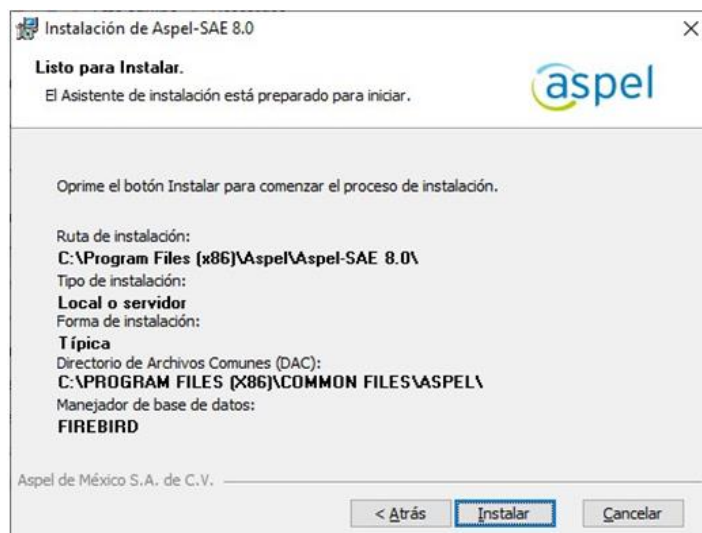 Instalación de Aspel-SAE 8.0
Listo para Instalar.
El Asistente de instalación está preparado para iniciar.
aspel
Oprime el botón Instalar para comenzar el proceso de instalación.
Ruta de instalación:
C:\Program Files (x86)\Aspel\Aspel-SAE 8.0\
Tipo de instalación:
Local o servidor
Forma de instalación:
Típica
Directorio de Archivos Comunes (DAC):
C:\PROGRAM FILES (X86)\COMMON FILES\ASPEL\
Manejador de base de datos:
FIREBIRD
Aspel de México S.A. de C.V.
< Atrás Instalar Cancelar